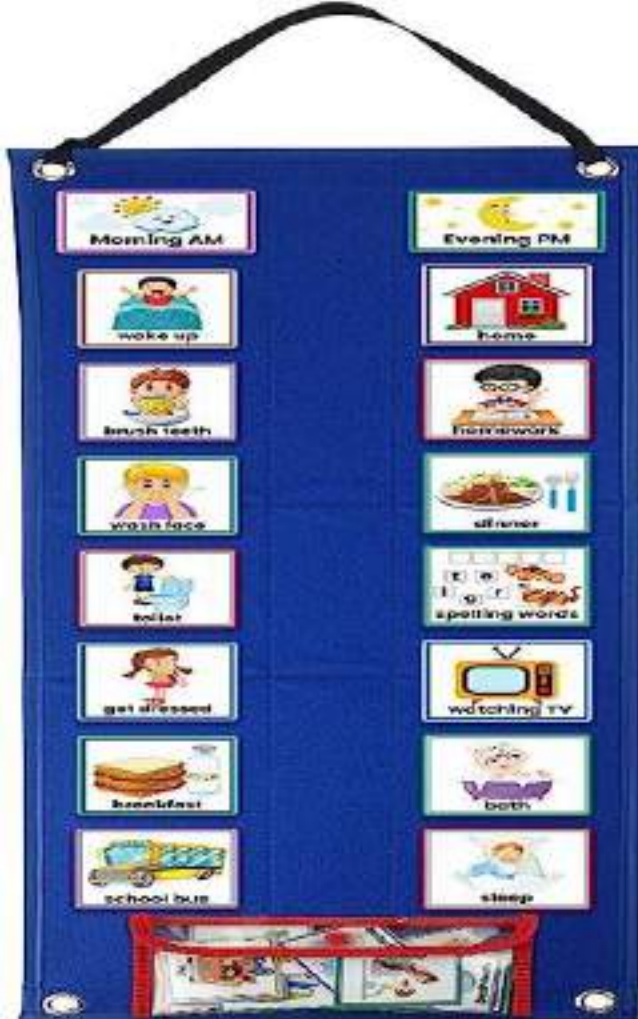 Morning AM
wake up
brush teeth
wash face
toilet
get dressed
breakfast
school bus
Evening PM
home
homework
dinner
t e
i g r
spelling words
watching TV
bath
sleep